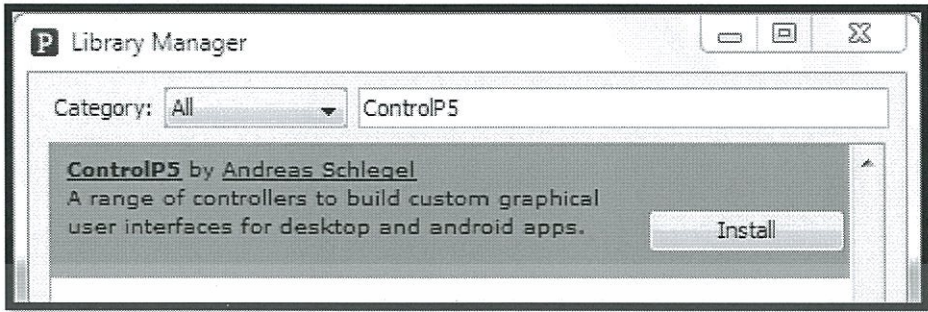 P Library Manager
Category: All ControlP5
ControlP5 by Andreas Schlegel
A range of controllers to build custom graphical
user interfaces for desktop and android apps.
Install